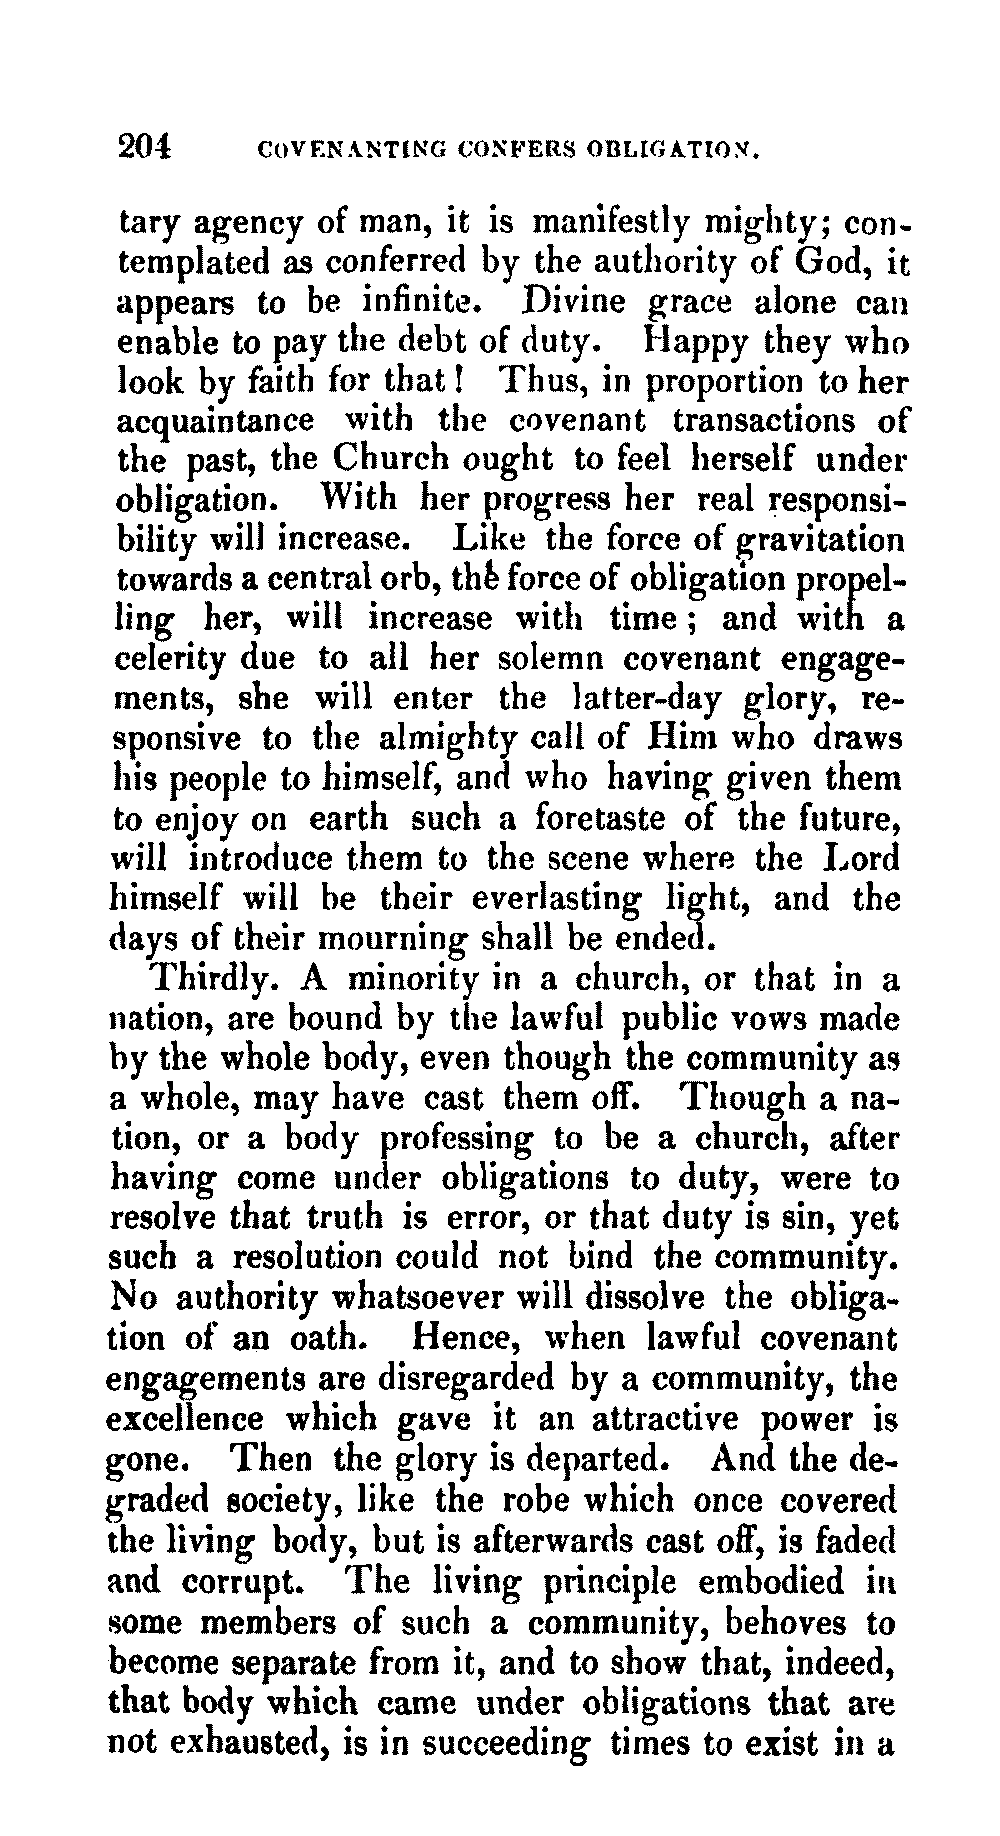 204 COVENANTING CONFERS OBLIGATION.
tary agency of man, it is manifestly mighty; con-
templated as conferred by the authority of God, it
appears to be infinite. Divine grace alone can
enable to pay the debt of duty. Happy they who
look by faith for that! Thus, in proportion to her
acquaintance with the covenant transactions of
the past, the Church ought to feel herself under
obligation. With her progress her real responsi-
bility will increase. Like the force of gravitation
towards a central orb, the force of obligation propel-
ling her, will increase with time; and with a
celerity due to all her solemn covenant engage-
ments, she will enter the latter-day glory, re-
sponsive to the almighty call of Him who draws
his people to himself, and who having given them
to enjoy on earth such a foretaste of the future,
will introduce them to the scene where the Lord
himself will be their everlasting light, and the
days of their mourning shall be ended.
Thirdly. A minority in a church, or that in a
nation, are bound by the lawful public vows made
by the whole body, even though the community as
a whole, may have cast them off. Though a na-
tion, or a body professing to be a church, after
having come under obligations to duty, were to
resolve that truth is error, or that duty is sin, yet
such a resolution could not bind the community.
No authority whatsoever will dissolve the obliga-
tion of an oath. Hence, when lawful covenant
engagements are disregarded by a community, the
excellence which gave it an attractive power is
gone. Then the glory is departed. And the de-
graded society, like the robe which once covered
the living body, but is afterwards cast off, is faded
and corrupt. The living principle embodied in
some members of such a community, behoves to
become separate from it, and to show that, indeed,
that body which came under obligations that are
not exhausted, is in succeeding times to exist in a